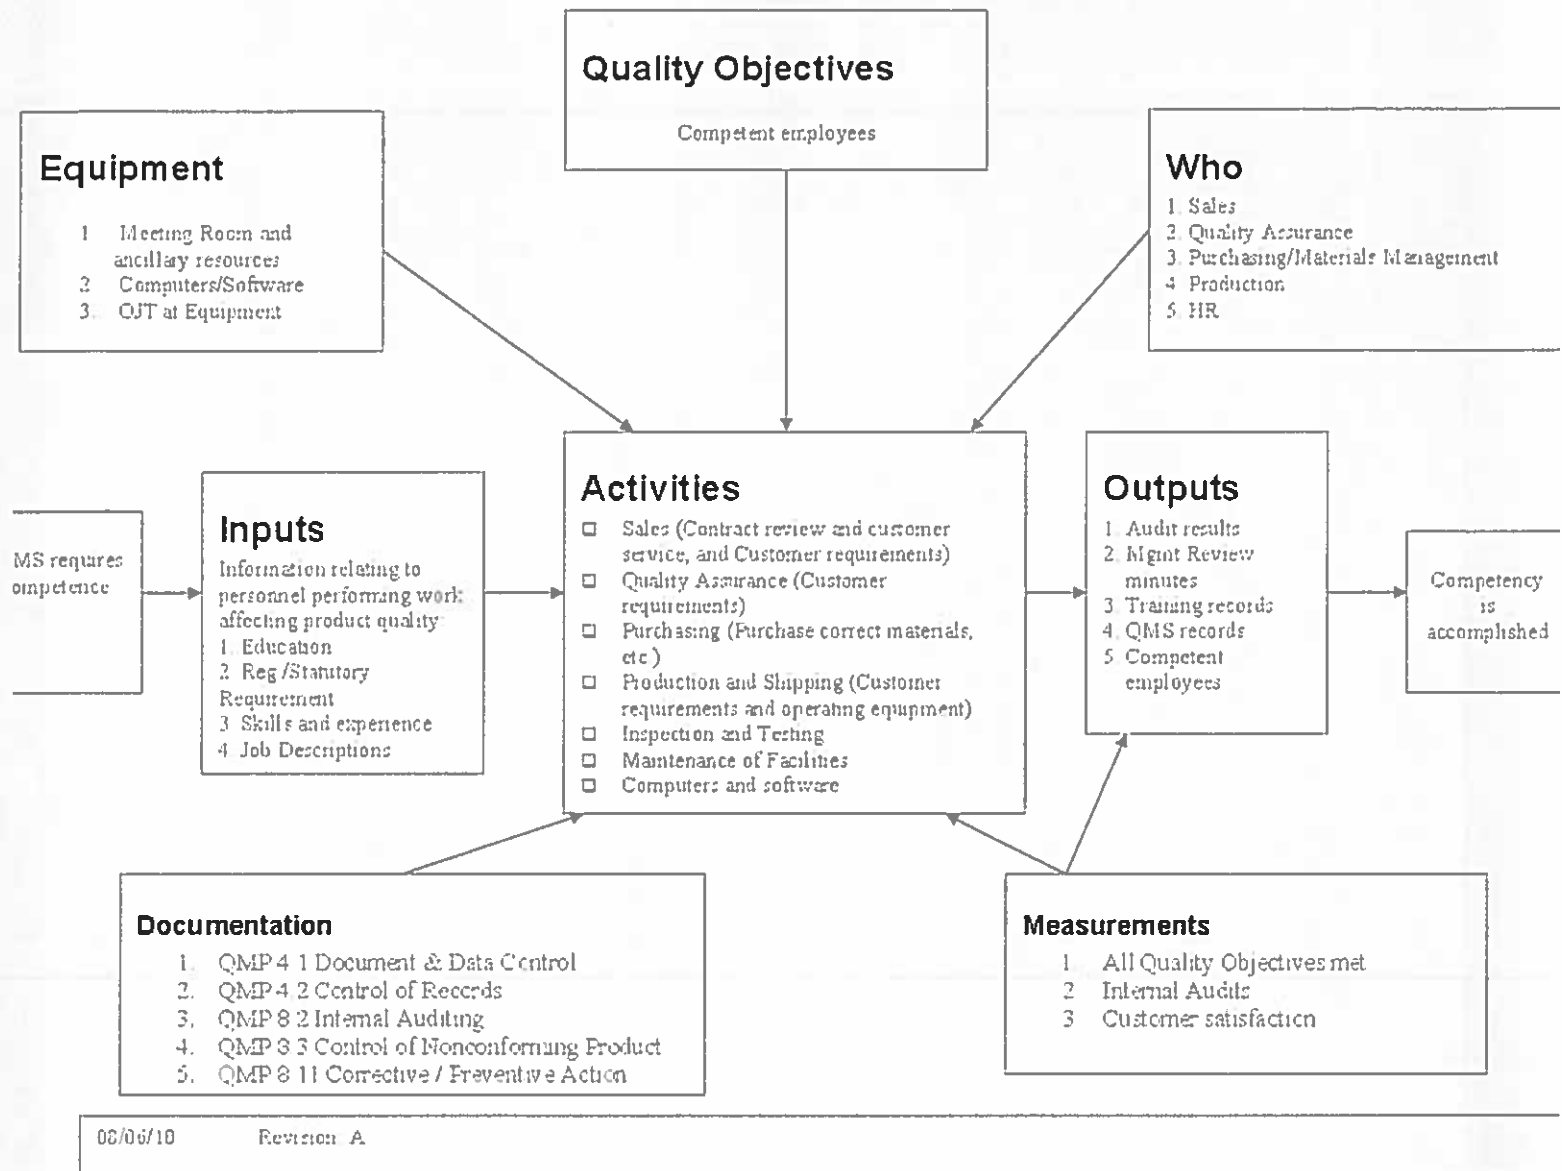 Quality Objectives
Competent employees
Equipment
1 Meeting Room and
ancillary resources
2 Computers/Software
3. OJT at Equipment
Who
1. Sales
2. Quality Assurance
3. Purchasing/Materials Management
4 Production
5. HR
MS requires
ompetence
Inputs
Information relating to
personnel performing work
affecting product quality
1. Education
2 Reg /Statutory
Requirement
3 Skills and experience
4. Job Descriptions
Activities
☐ Sales (Contract review and customer
service, and Customer requirements)
☐ Quality Assurance (Customer
requirements)
☐ Purchasing (Purchase correct materials,
etc )
☐ Production and Shipping (Customer
requirements and operating equipment)
☐ Inspection and Testing
☐ Maintenance of Facilities
☐ Computers and software
Outputs
1. Audit results
2. Mgmt Review
minutes
3. Training records
4. QMS records
5. Competent
employees
Competency
is
accomplished
Documentation
1. QMP 4 1 Document & Data Control
2. QMP 4.2 Control of Records
3. QMP 8 2 Internal Auditing
4. QMP 8 3 Control of Nonconforming Product
5. QMP 8 11 Corrective / Preventive Action
Measurements
1 All Quality Objectives met
2 Internal Audits
3 Customer satisfaction
Revision A